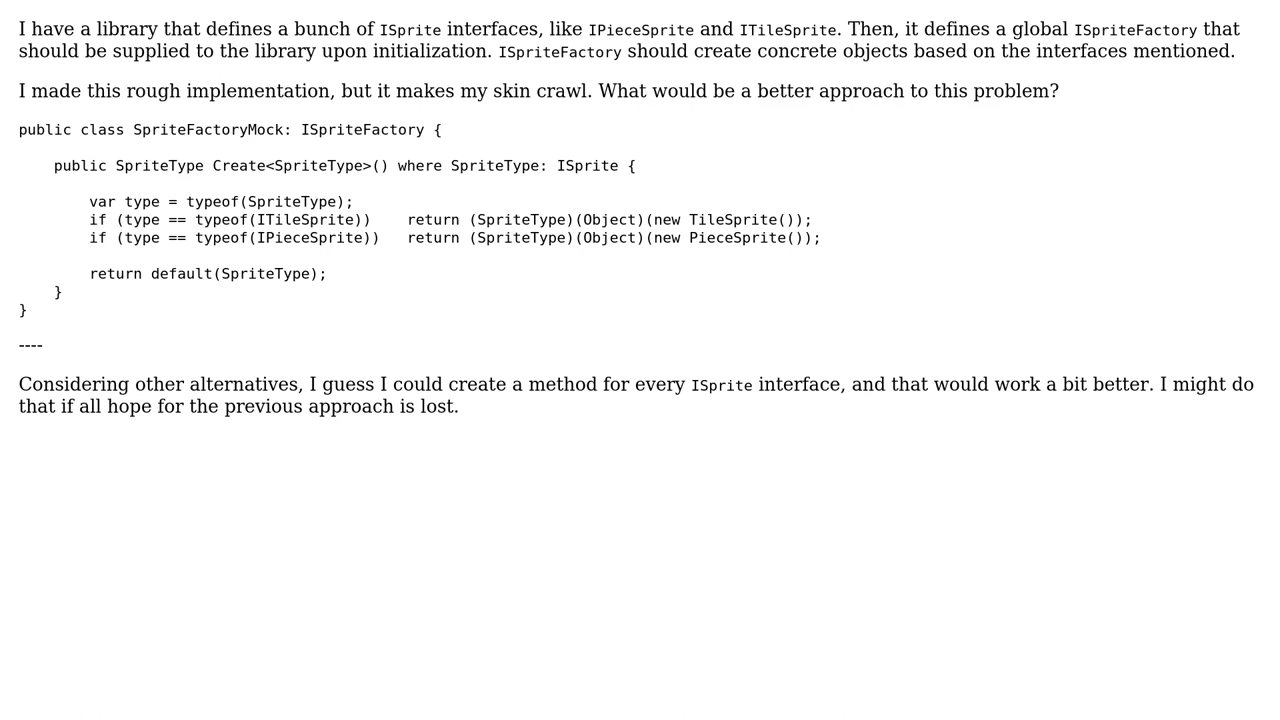 I have a library that defines a bunch of ISprite interfaces, like IPieceSprite and ITileSprite. Then, it defines a global ISpriteFactory that
should be supplied to the library upon initialization. ISpriteFactory should create concrete objects based on the interfaces mentioned.
I made this rough implementation, but it makes my skin crawl. What would be a better approach to this problem?
public class SpriteFactoryMock: ISpriteFactory {
    public SpriteType Create<SpriteType>() where SpriteType: ISprite {
        var type = typeof(SpriteType);
        if (type == typeof(ITileSprite))    return (SpriteType)(Object)(new TileSprite());
        if (type == typeof(IPieceSprite))   return (SpriteType)(Object)(new PieceSprite());
        return default(SpriteType);
    }
}
----
Considering other alternatives, I guess I could create a method for every ISprite interface, and that would work a bit better. I might do
that if all hope for the previous approach is lost.